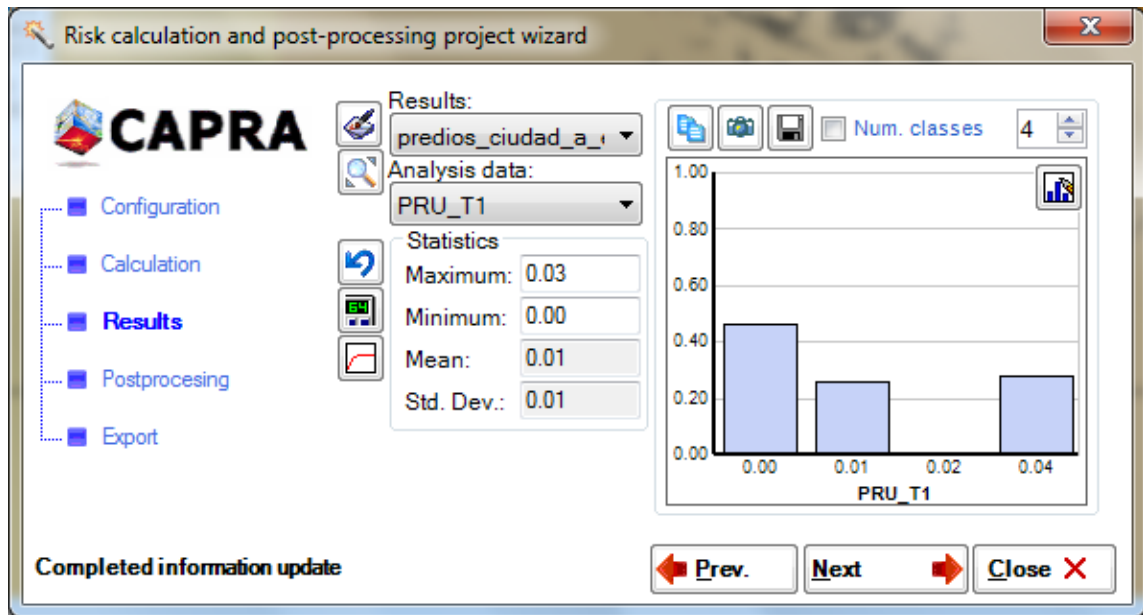 Risk calculation and post-processing project wizard
CAPRA
Configuration
Calculation
Results
Postprocesing
Export
Results:
predios_ciudad_a_
Analysis data:
PRU_T1
Statistics
Maximum: 0.03
Minimum: 0.00
Mean: 0.01
Std. Dev.: 0.01
Num. classes 4
1.00
0.80
0.60
0.40
0.20
0.00
0.00 0.01 0.02 0.04
PRU_T1
Completed information update
Prev. Next Close